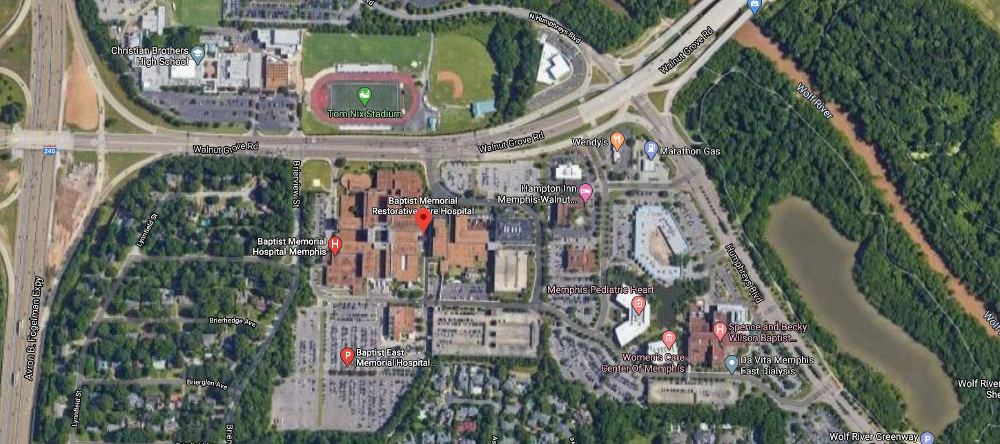 N Humphreys Blvd
Walnut Grove Rd
Christian Brothers
High School
Wolf River
Tom Nix Stadium
Walnut Grove Rd
Walnut Grove Rd
Wendy's
Marathon Gas
240
Brierview St
Hampton Inn
Memphis-Walnut...
Baptist Memorial
Restorative Care Hospital
Lynnfield St
Baptist Memorial
Hospital-Memphis
H
Humphreys Blvd
Avron B. Fogelman Expy
Memphis Pediatric Heart
Brierhedge Ave
Spence and Becky
Wilson Baptist...
H
P
Baptist East
Memorial Hospital...
Women's Care
Center Of Memphis
Da Vita Memphis
East Dialysis
Brierglen Ave
Wolf River
Lynnfield St
Wolf River Greenway
P